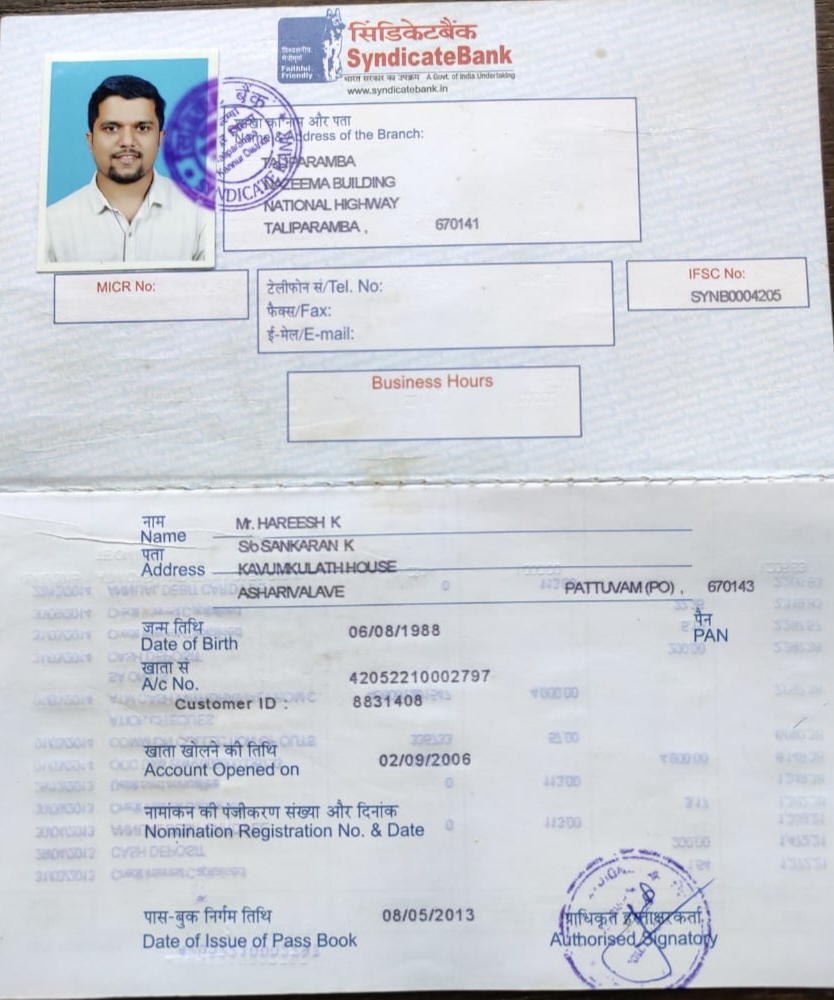 सिंडिकेटबैंक
SyndicateBank
विश्वसनीय,
Faithful, Friendly
भारत सरकार का उपक्रम A Govt. of India Undertaking
www.syndicatebank.in
शाखा का नाम और पता
Name & Address of the Branch:
TALIPARAMBA
NAZEEMA BUILDING
NATIONAL HIGHWAY
TALIPARAMBA , 670141
MICR No:
टेलीफोन सं/Tel. No:
फैक्स/Fax:
ई-मेल/E-mail:
IFSC No:
SYNB0004205
Business Hours
नाम
Name Mr. HAREESH K
पता S/o SANKARAN K
Address KAVUMKULATH HOUSE
ASHARIVALAVE PATTUVAM (PO) , 670143
जन्म तिथि
Date of Birth 06/08/1988
पैन
PAN
खाता सं
A/c No. 42052210002797
Customer ID : 8831408
खाता खोलने की तिथि
Account Opened on 02/09/2006
नामांकन की पंजीकरण संख्या और दिनांक
Nomination Registration No. & Date
पास-बुक निर्गम तिथि 08/05/2013
Date of Issue of Pass Book
प्राधिकृत हस्ताक्षरकर्ता
Authorised Signatory